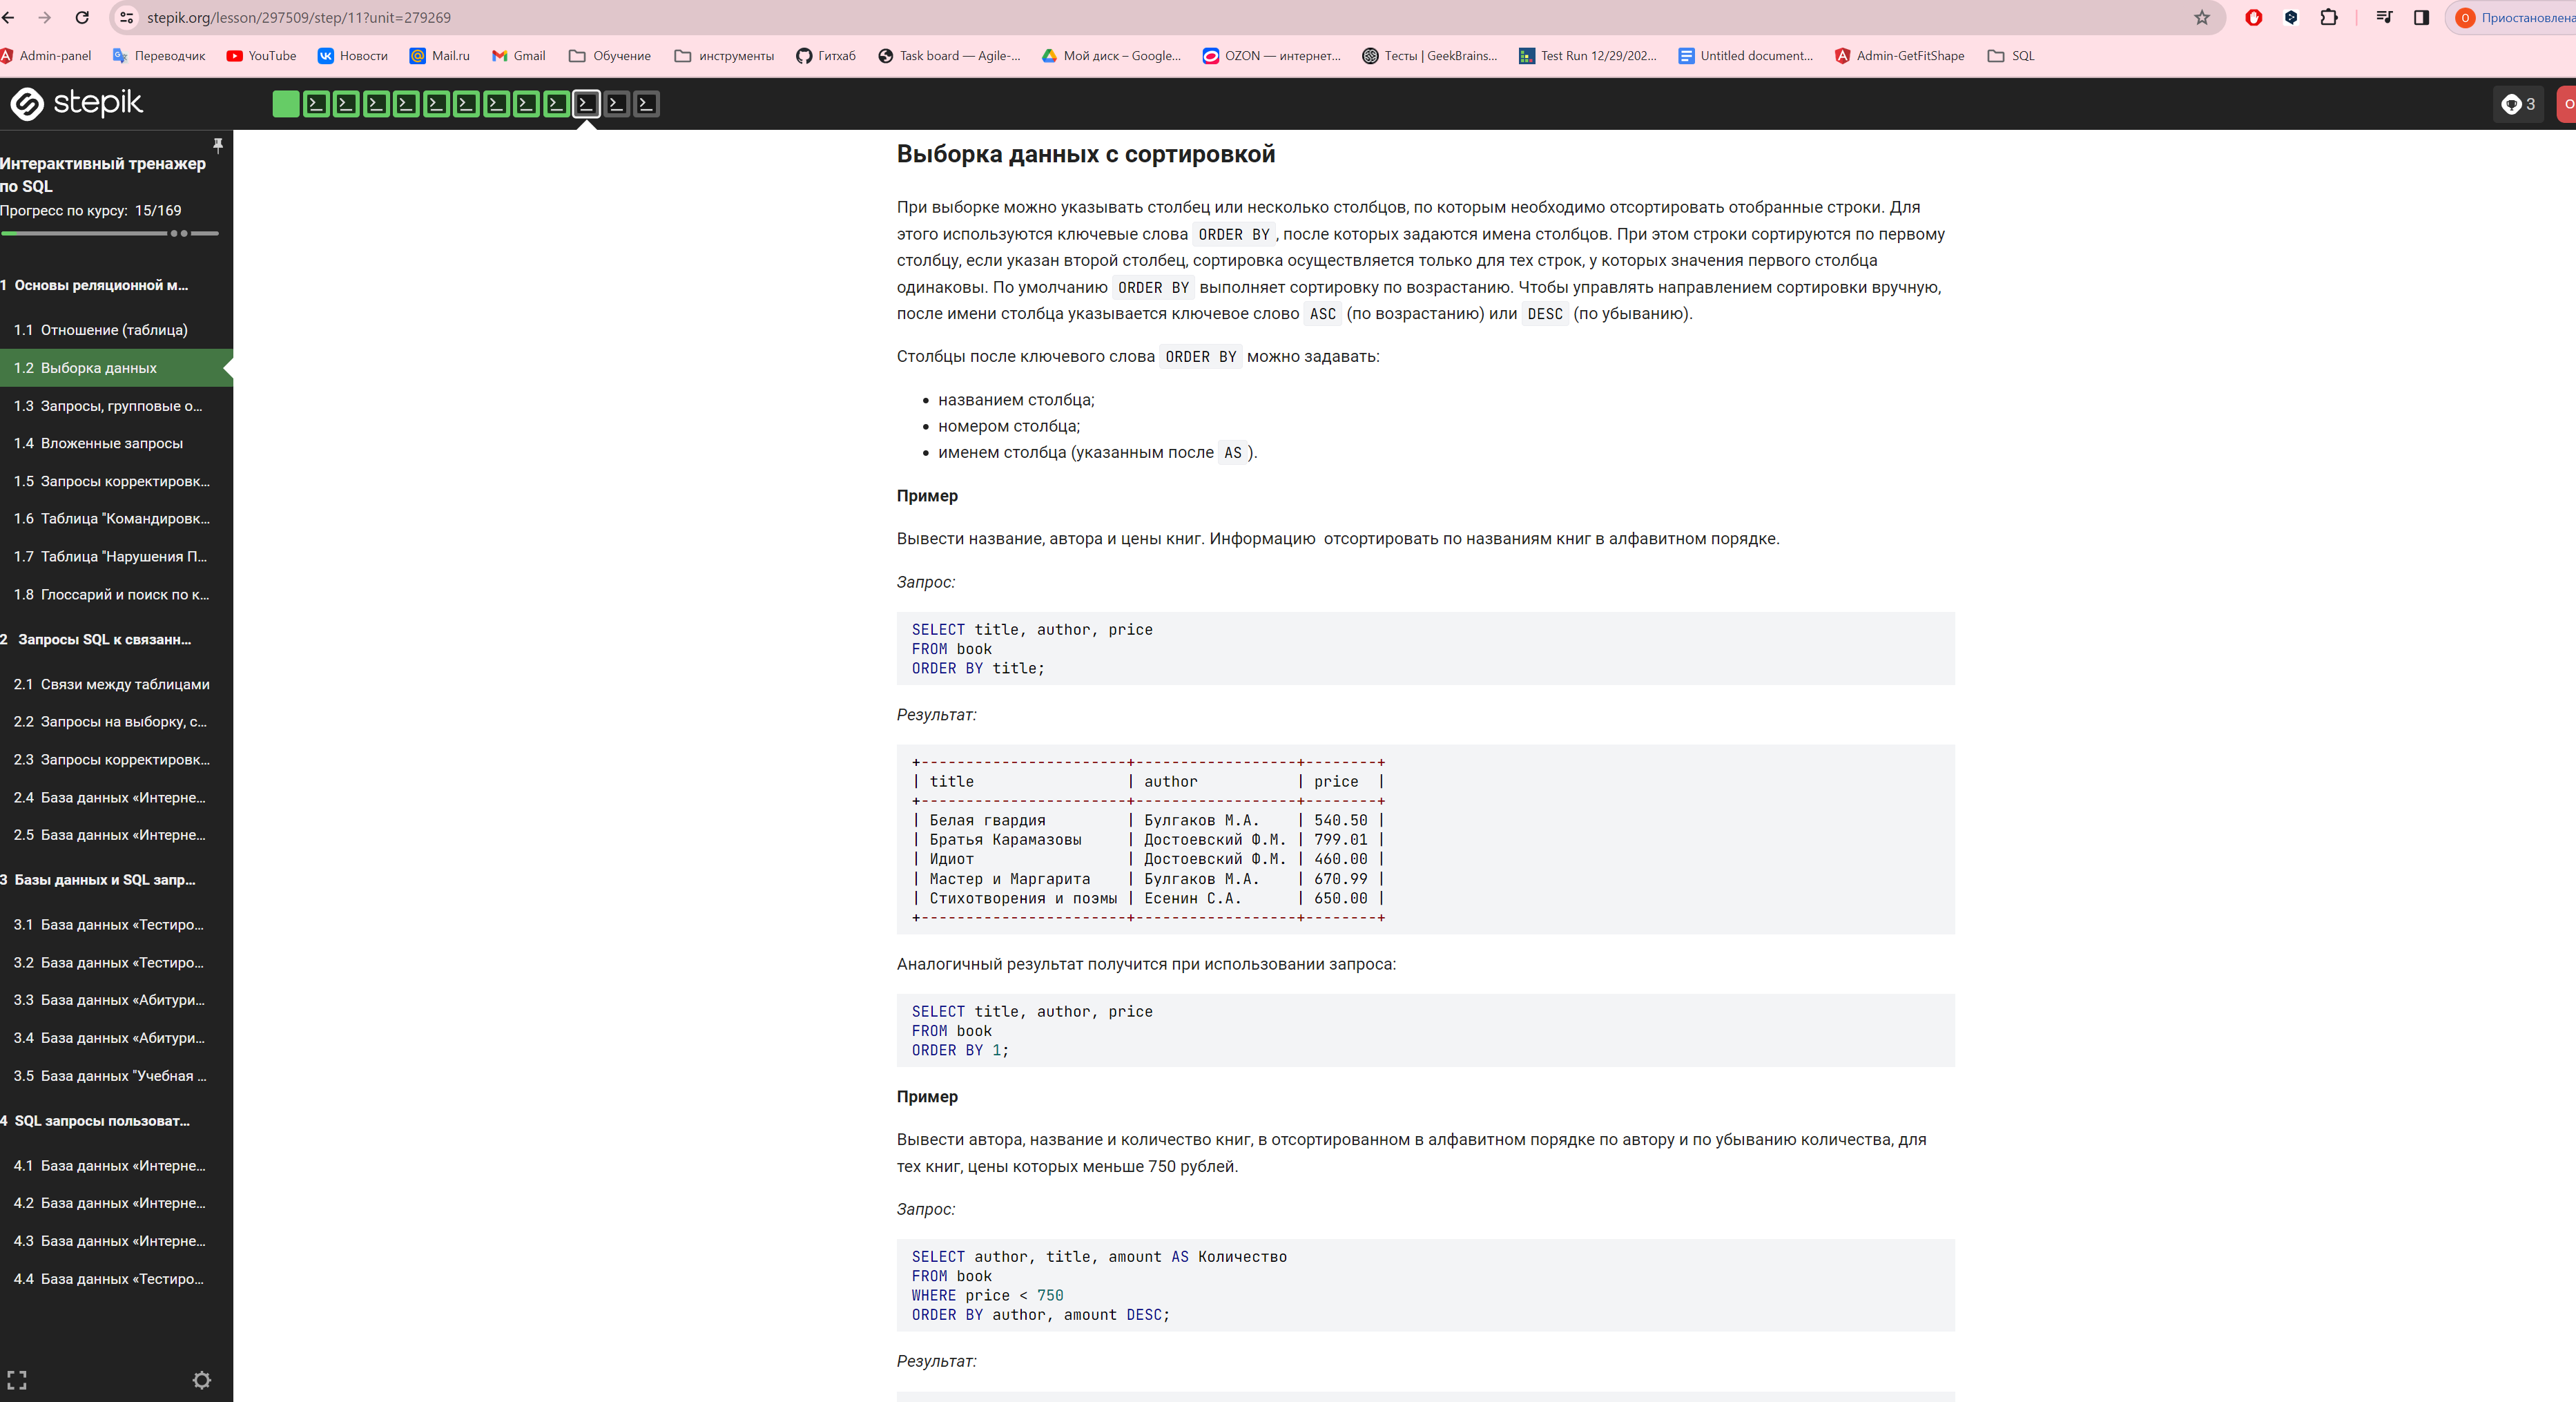 stepik.org/lesson/297509/step/11?unit=279269
Приостановлена
Admin-panel
Переводчик
YouTube
Новости
Mail.ru
Gmail
Обучение
инструменты
Гитхаб
Task board — Agile-...
Мой диск – Google...
OZON — интернет...
Тесты | GeekBrains...
Test Run 12/29/202...
Untitled document...
Admin-GetFitShape
SQL
stepik
3
Интерактивный тренажер
по SQL
Прогресс по курсу: 15/169
1 Основы реляционной м...
1.1 Отношение (таблица)
1.2 Выборка данных
1.3 Запросы, групповые о...
1.4 Вложенные запросы
1.5 Запросы корректировк...
1.6 Таблица "Командировк...
1.7 Таблица "Нарушения П...
1.8 Глоссарий и поиск по к...
2 Запросы SQL к связанн...
2.1 Связи между таблицами
2.2 Запросы на выборку, с...
2.3 Запросы корректировк...
2.4 База данных «Интерне...
2.5 База данных «Интерне...
3 Базы данных и SQL запр...
3.1 База данных «Тестиро...
3.2 База данных «Тестиро...
3.3 База данных «Абитури...
3.4 База данных «Абитури...
3.5 База данных "Учебная ...
4 SQL запросы пользоват...
4.1 База данных «Интерне...
4.2 База данных «Интерне...
4.3 База данных «Интерне...
4.4 База данных «Тестиро...
Выборка данных с сортировкой
При выборке можно указывать столбец или несколько столбцов, по которым необходимо отсортировать отобранные строки. Для
этого используются ключевые слова ORDER BY, после которых задаются имена столбцов. При этом строки сортируются по первому
столбцу, если указан второй столбец, сортировка осуществляется только для тех строк, у которых значения первого столбца
одинаковы. По умолчанию ORDER BY выполняет сортировку по возрастанию. Чтобы управлять направлением сортировки вручную,
после имени столбца указывается ключевое слово ASC (по возрастанию) или DESC (по убыванию).
Столбцы после ключевого слова ORDER BY можно задавать:
• названием столбца;
• номером столбца;
• именем столбца (указанным после AS).
Пример
Вывести название, автора и цены книг. Информацию отсортировать по названиям книг в алфавитном порядке.
Запрос:
SELECT title, author, price
FROM book
ORDER BY title;
Результат:
+-----------------------+------------------+--------+
| title                 | author           | price  |
+-----------------------+------------------+--------+
| Белая гвардия         | Булгаков М.А.    | 540.50 |
| Братья Карамазовы     | Достоевский Ф.М. | 799.01 |
| Идиот                 | Достоевский Ф.М. | 460.00 |
| Мастер и Маргарита    | Булгаков М.А.    | 670.99 |
| Стихотворения и поэмы | Есенин С.А.      | 650.00 |
+-----------------------+------------------+--------+
Аналогичный результат получится при использовании запроса:
SELECT title, author, price
FROM book
ORDER BY 1;
Пример
Вывести автора, название и количество книг, в отсортированном в алфавитном порядке по автору и по убыванию количества, для
тех книг, цены которых меньше 750 рублей.
Запрос:
SELECT author, title, amount AS Количество
FROM book
WHERE price < 750
ORDER BY author, amount DESC;
Результат: